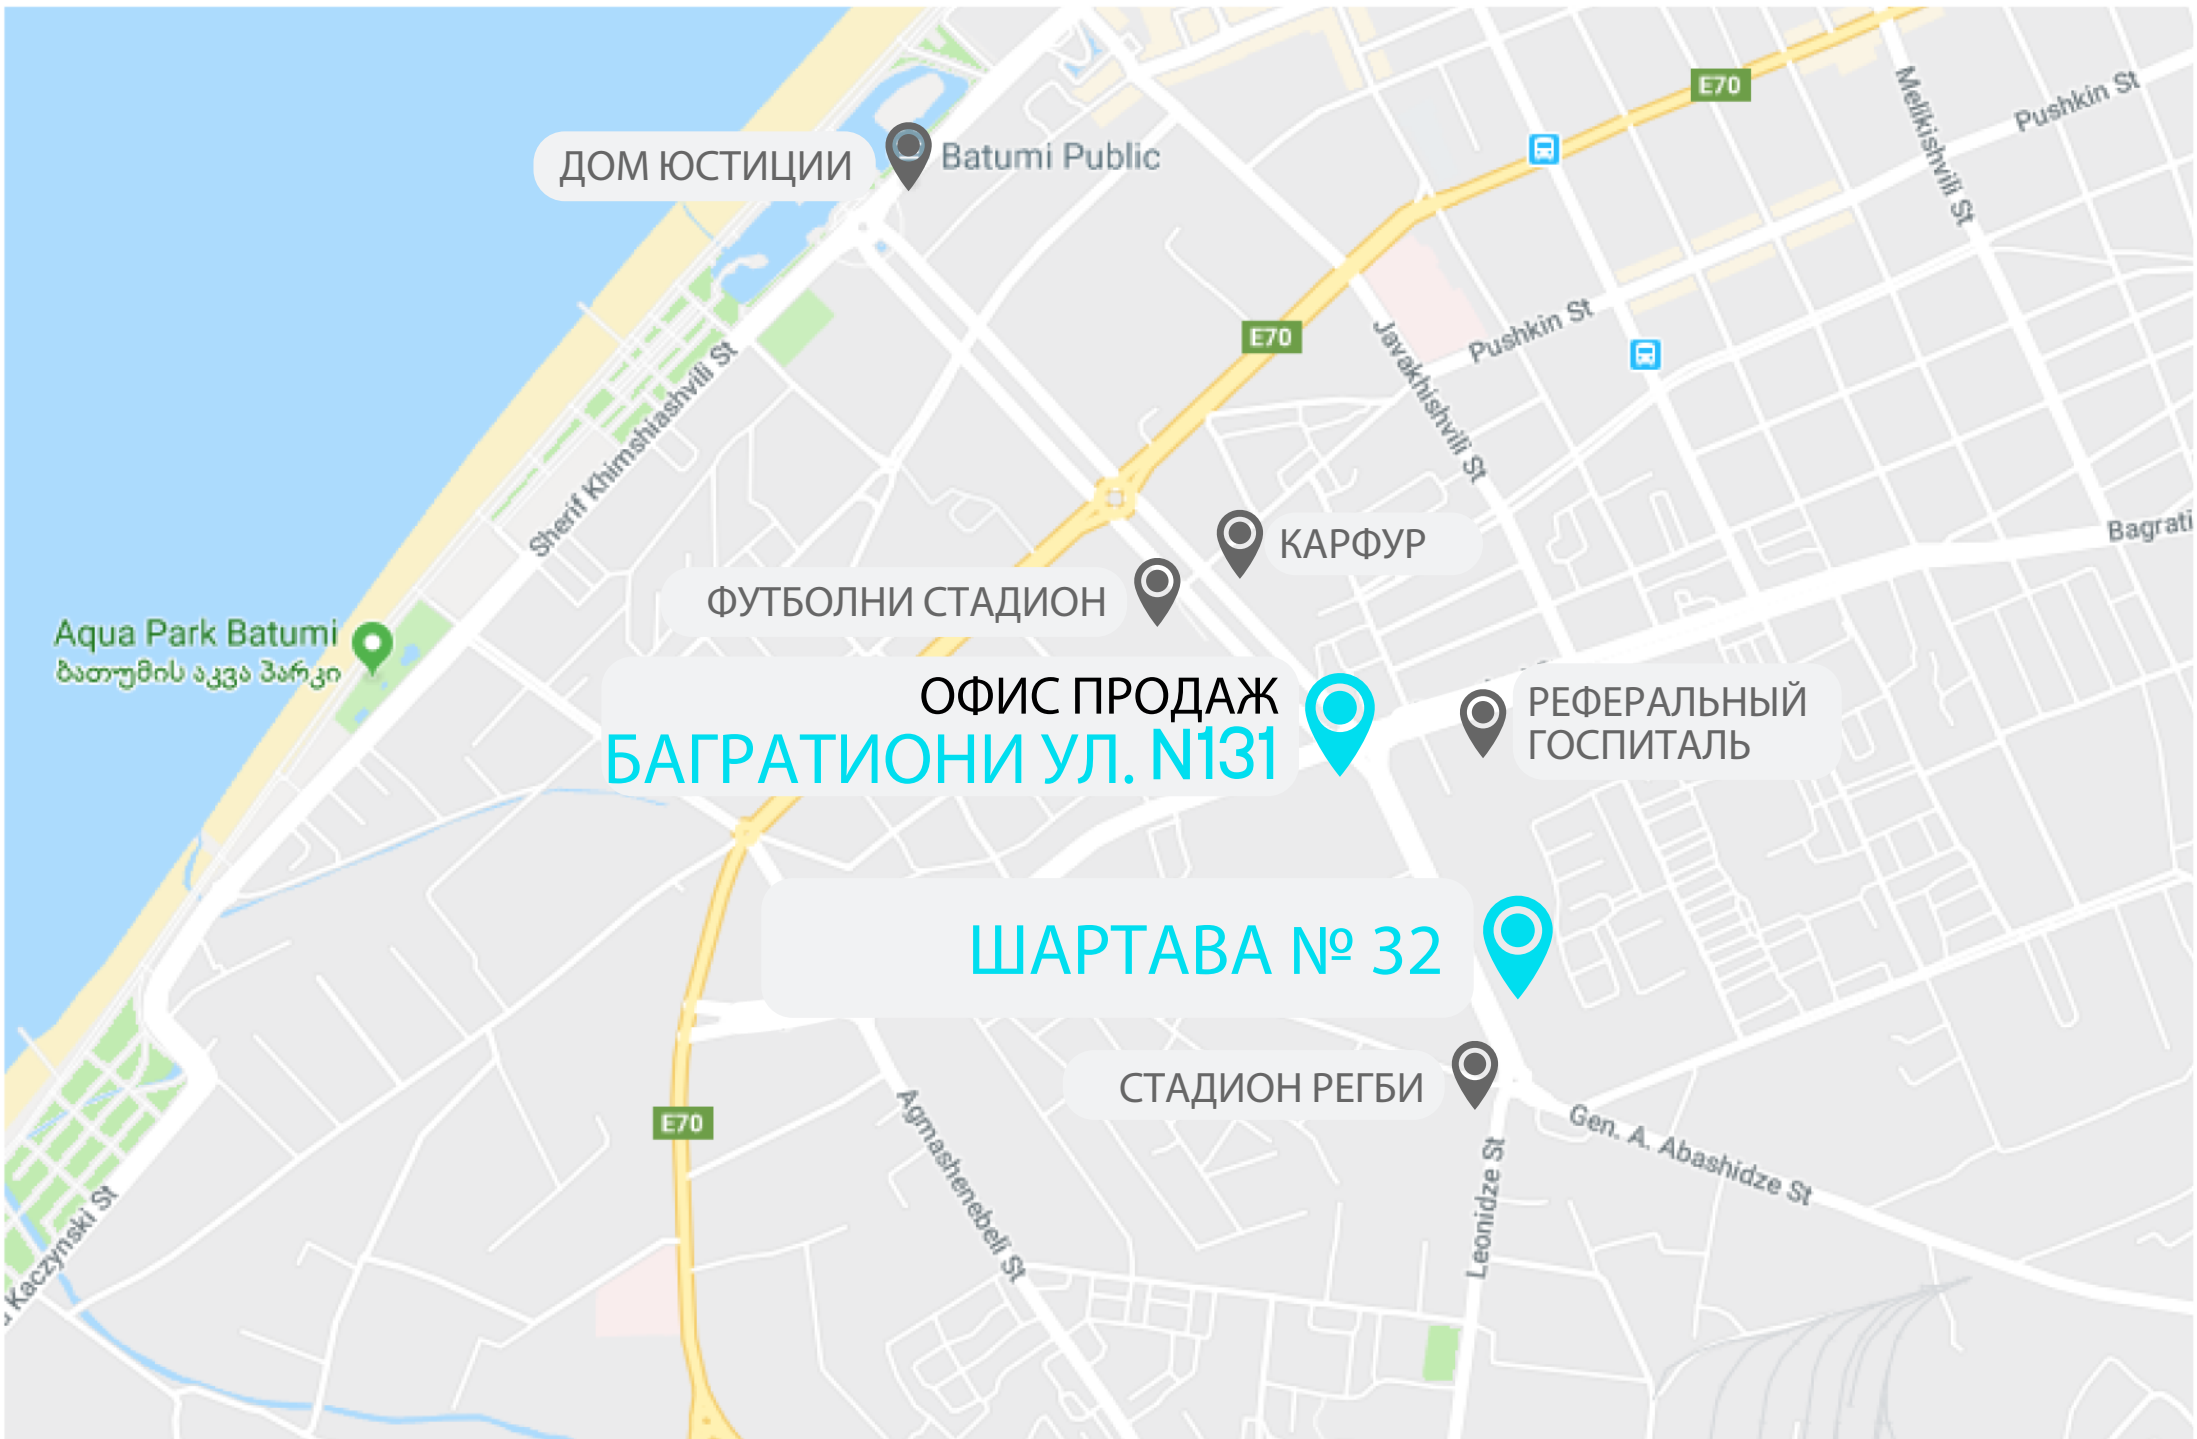 E70
Pushkin St
Melikishvili St
ДОМ ЮСТИЦИИ
Batumi Public
E70
Pushkin St
Javakhishvili St
Sherif Khimshiashvili St
Bagrati
КАРФУР
ФУТБОЛНИ СТАДИОН
Aqua Park Batumi
ბათუმის აკვა პარკი
ОФИС ПРОДАЖ
БАГРАТИОНИ УЛ. N131
РЕФЕРАЛЬНЫЙ
ГОСПИТАЛЬ
ШАРТАВА № 32
СТАДИОН РЕГБИ
E70
Agmashenebeli St
Gen. A. Abashidze St
Leonidze St
Kaczynski St